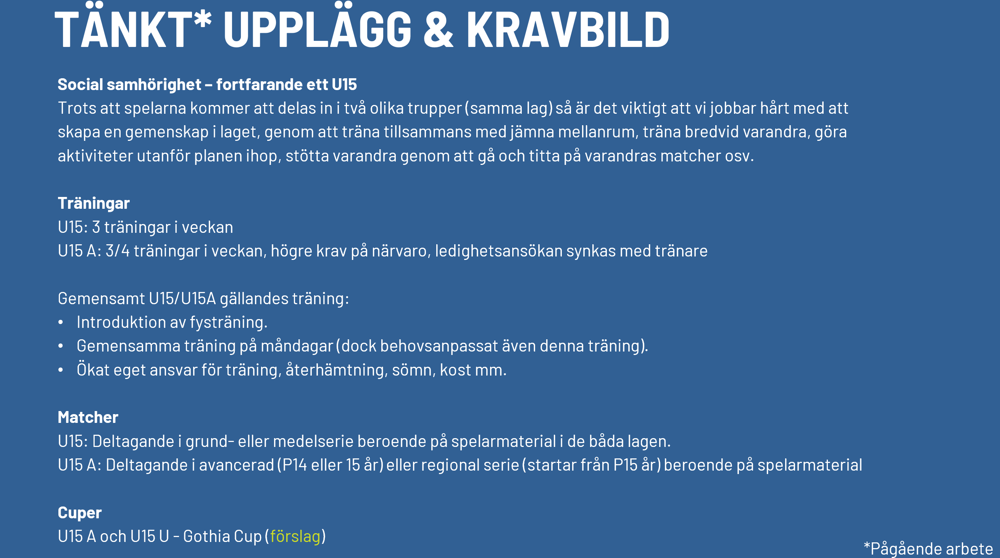 TÄNKT* UPPLÄGG & KRAVBILD
Social samhörighet – fortfarande ett U15
Trots att spelarna kommer att delas in i två olika trupper (samma lag) så är det viktigt att vi jobbar hårt med att
skapa en gemenskap i laget, genom att träna tillsammans med jämna mellanrum, träna bredvid varandra, göra
aktiviteter utanför planen ihop, stötta varandra genom att gå och titta på varandras matcher osv.
Träningar
U15: 3 träningar i veckan
U15 A: 3/4 träningar i veckan, högre krav på närvaro, ledighetsansökan synkas med tränare
Gemensamt U15/U15A gällandes träning:
• Introduktion av fysträning.
• Gemensamma träning på måndagar (dock behovsanpassat även denna träning).
• Ökat eget ansvar för träning, återhämtning, sömn, kost mm.
Matcher
U15: Deltagande i grund- eller medelserie beroende på spelarmaterial i de båda lagen.
U15 A: Deltagande i avancerad (P14 eller 15 år) eller regional serie (startar från P15 år) beroende på spelarmaterial
Cuper
U15 A och U15 U - Gothia Cup (förslag)
*Pågående arbete